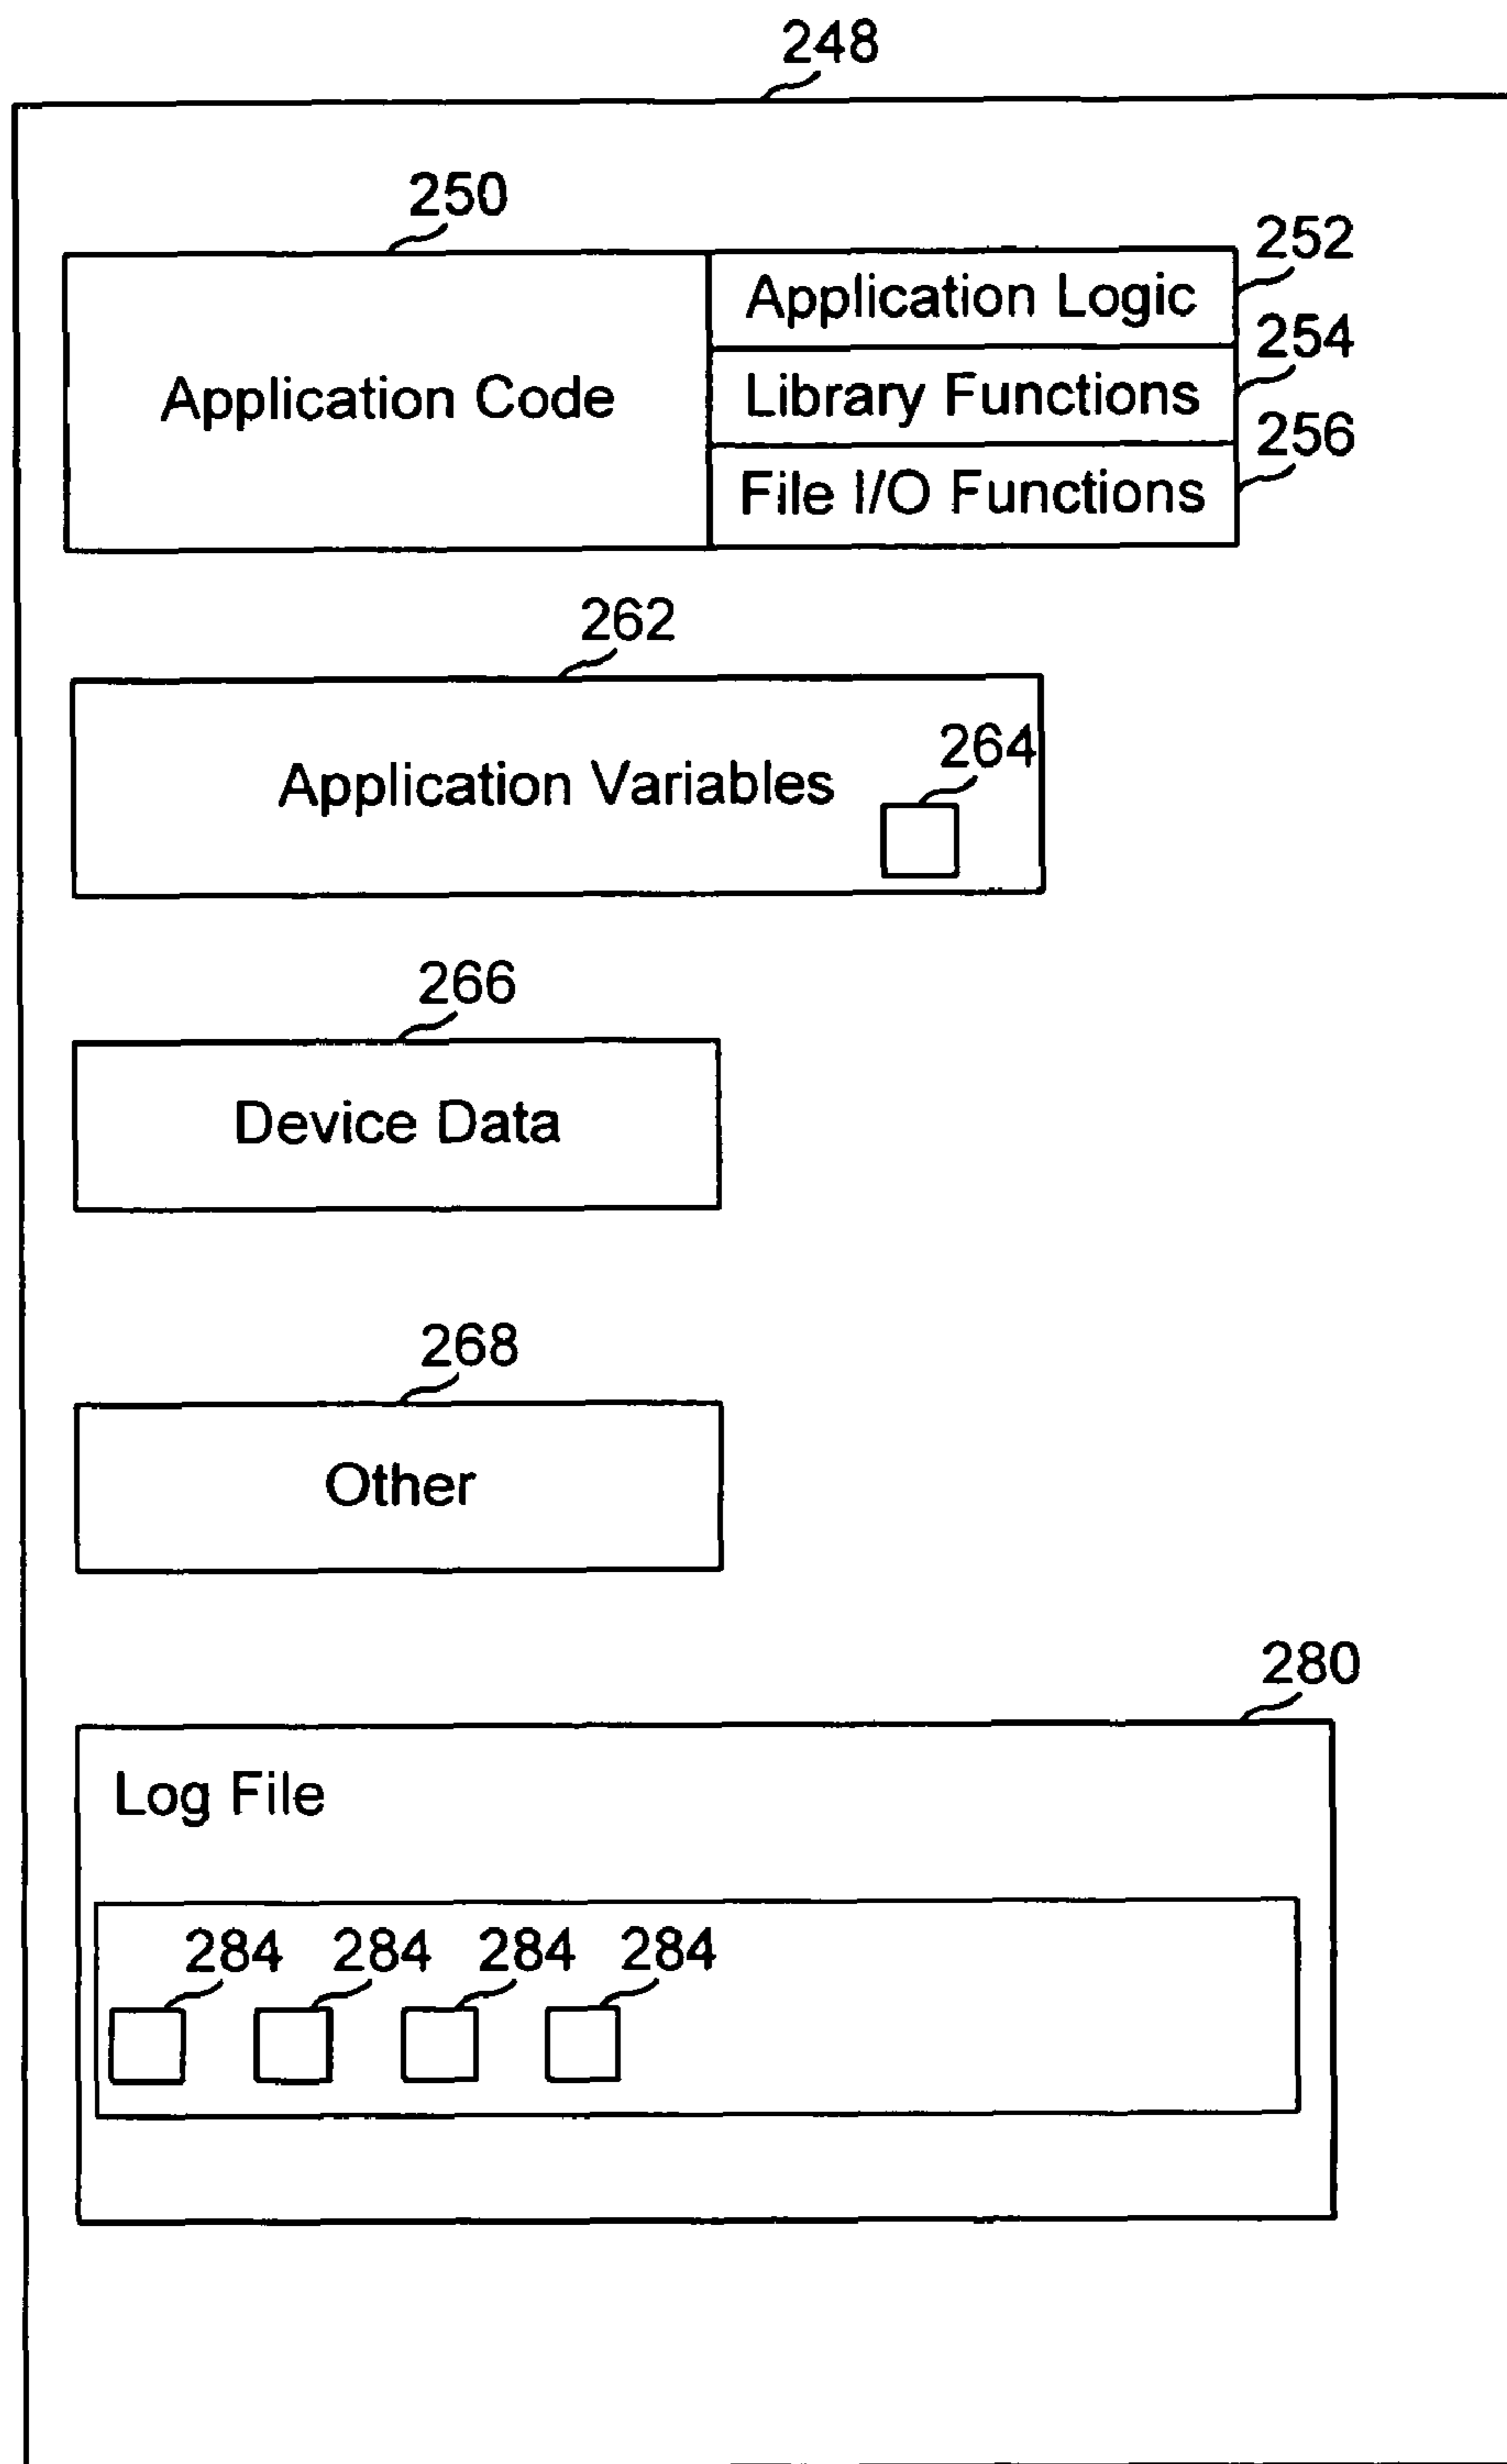 248
250
252
Application Logic
254
Application Code
Library Functions
256
File I/O Functions
262
264
Application Variables
266
Device Data
268
Other
280
Log File
284 284 284 284